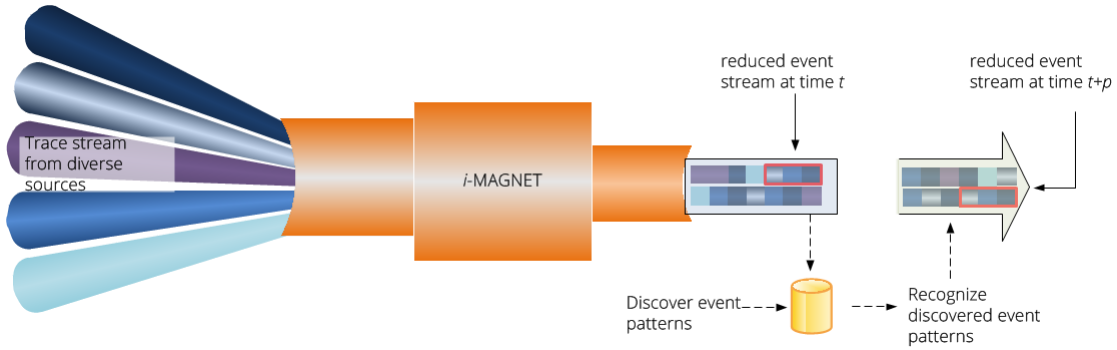 Trace stream
from diverse
sources
i-MAGNET
reduced event
stream at time t
reduced event
stream at time t+p
Discover event
patterns
Recognize
discovered event
patterns